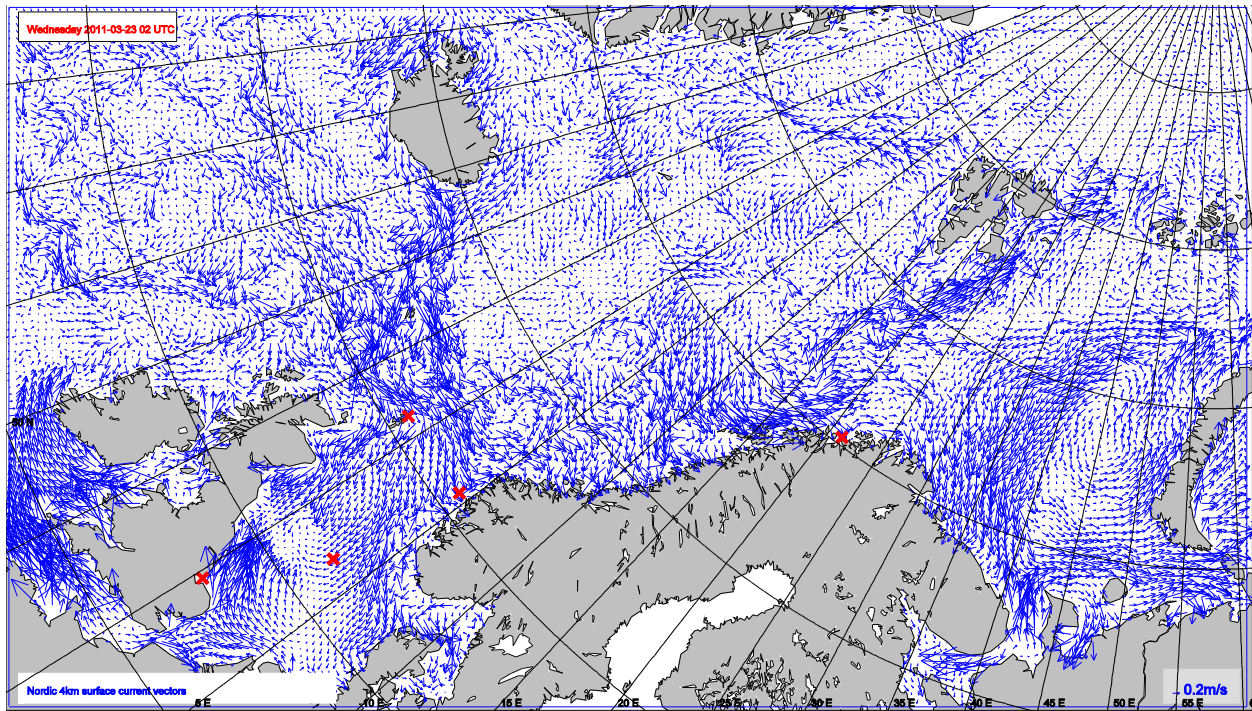 Wednesday 2011-03-23 02 UTC
60 N
Nordic 4km surface current vectors
0.2m/s
5 E
10 E
15 E
20 E
25 E
30 E
35 E
40 E
45 E
50 E
55 E